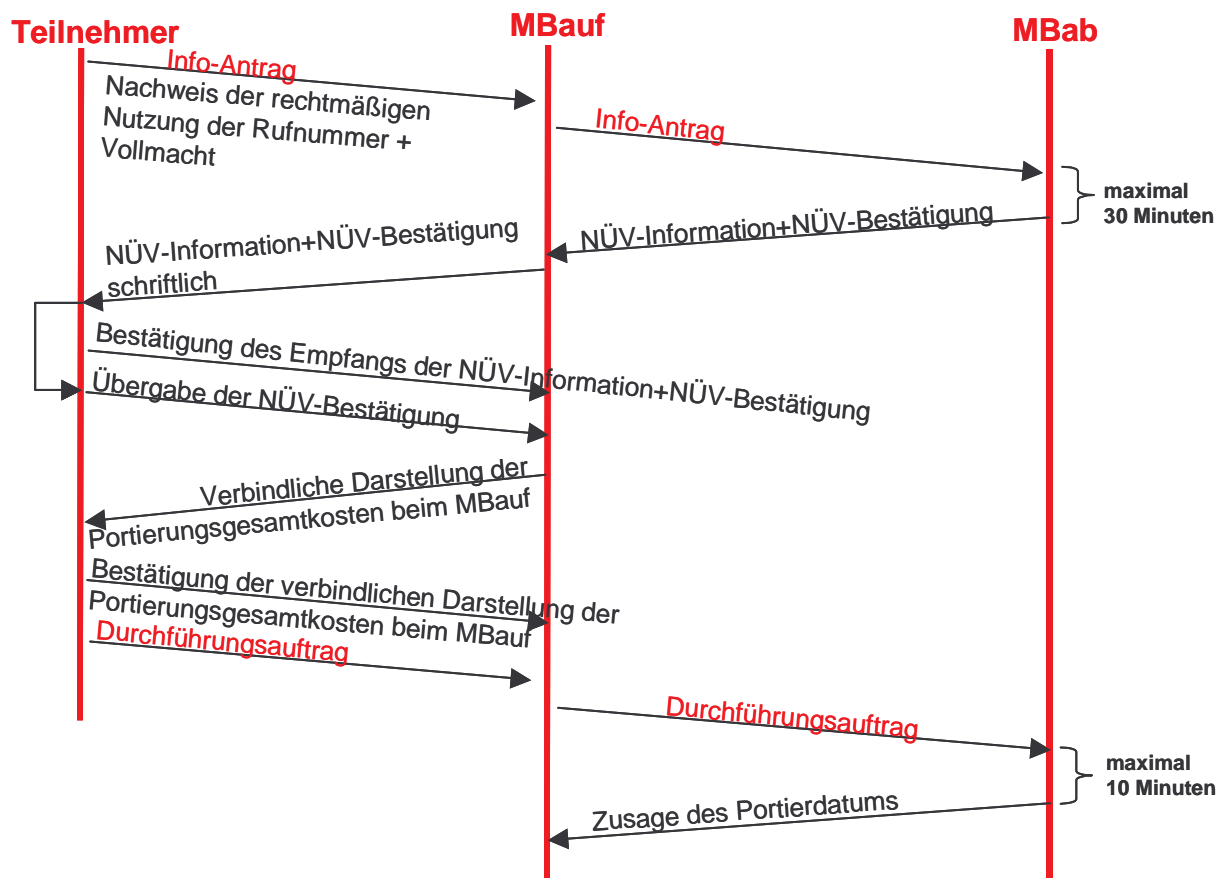 Teilnehmer
MBauf
MBab
Info-Antrag
Nachweis der rechtmäßigen
Nutzung der Rufnummer +
Vollmacht
Info-Antrag
maximal
30 Minuten
NÜV-Information+NÜV-Bestätigung
NÜV-Information+NÜV-Bestätigung
schriftlich
Bestätigung des Empfangs der NÜV-Information+NÜV-Bestätigung
Übergabe der NÜV-Bestätigung
Verbindliche Darstellung der
Portierungsgesamtkosten beim MBauf
Bestätigung der verbindlichen Darstellung der
Portierungsgesamtkosten beim MBauf
Durchführungsauftrag
Durchführungsauftrag
maximal
10 Minuten
Zusage des Portierdatums